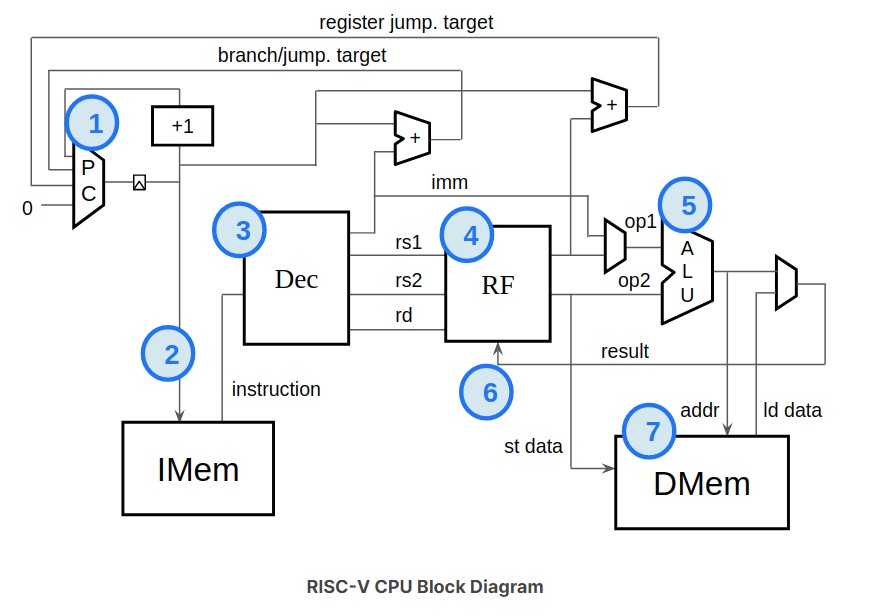 register jump. target
branch/jump. target
1
+1
+
+
P
C
0
imm
op1
5
A
L
U
3
Dec
rs1
rs2
rd
4
RF
op2
2
result
6
instruction
addr
ld data
7
st data
IMem
DMem
RISC-V CPU Block Diagram